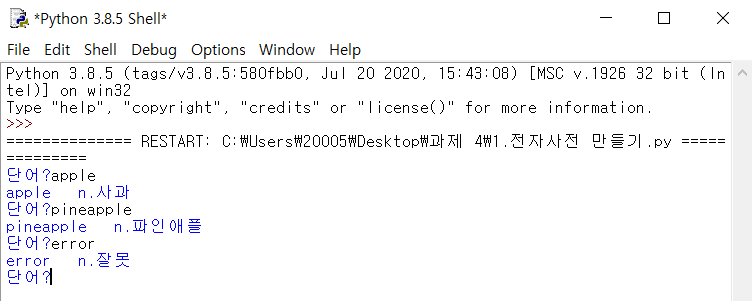 *Python 3.8.5 Shell*
File Edit Shell Debug Options Window Help
Python 3.8.5 (tags/v3.8.5:580fbb0, Jul 20 2020, 15:43:08) [MSC v.1926 32 bit (In
tel)] on win32
Type "help", "copyright", "credits" or "license()" for more information.
>>>
============== RESTART: C:₩Users₩20005₩Desktop₩과제 4₩1.전자사전 만들기.py =====
=========
단어?apple
apple n.사과
단어?pineapple
pineapple n.파인애플
단어?error
error n.잘못
단어?